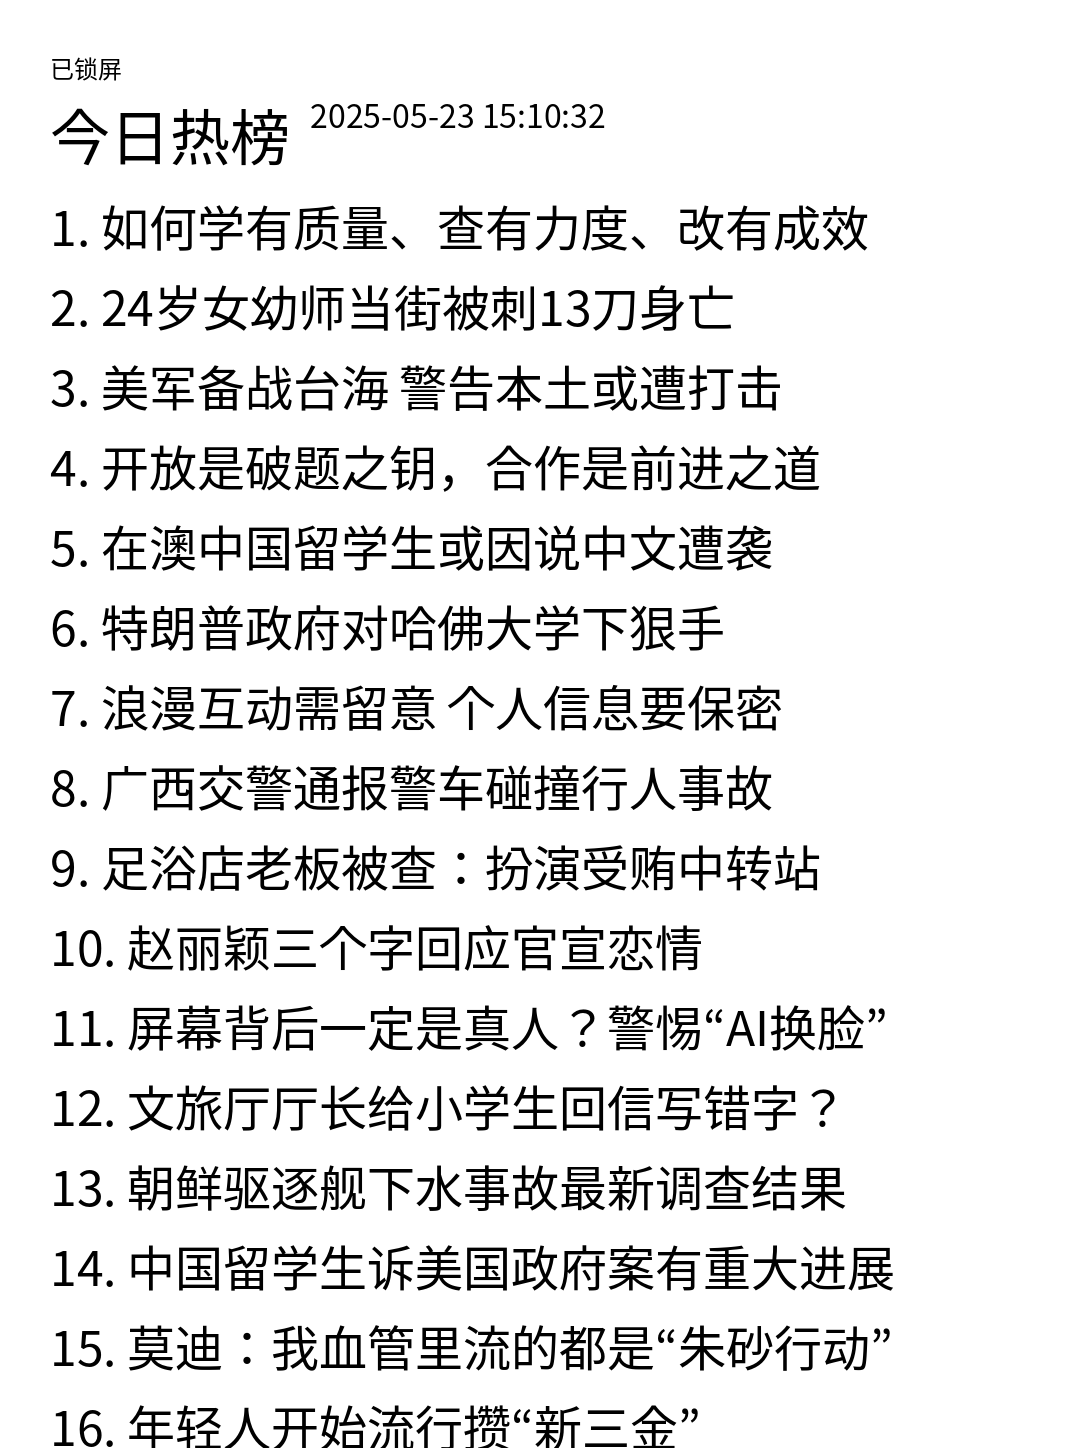 已锁屏
今日热榜 2025-05-23 15:10:32
1. 如何学有质量、查有力度、改有成效
2. 24岁女幼师当街被刺13刀身亡
3. 美军备战台海 警告本土或遭打击
4. 开放是破题之钥，合作是前进之道
5. 在澳中国留学生或因说中文遭袭
6. 特朗普政府对哈佛大学下狠手
7. 浪漫互动需留意 个人信息要保密
8. 广西交警通报警车碰撞行人事故
9. 足浴店老板被查：扮演受贿中转站
10. 赵丽颖三个字回应官宣恋情
11. 屏幕背后一定是真人？警惕“AI换脸”
12. 文旅厅厅长给小学生回信写错字？
13. 朝鲜驱逐舰下水事故最新调查结果
14. 中国留学生诉美国政府案有重大进展
15. 莫迪：我血管里流的都是“朱砂行动”
16. 年轻人开始流行攒“新三金”